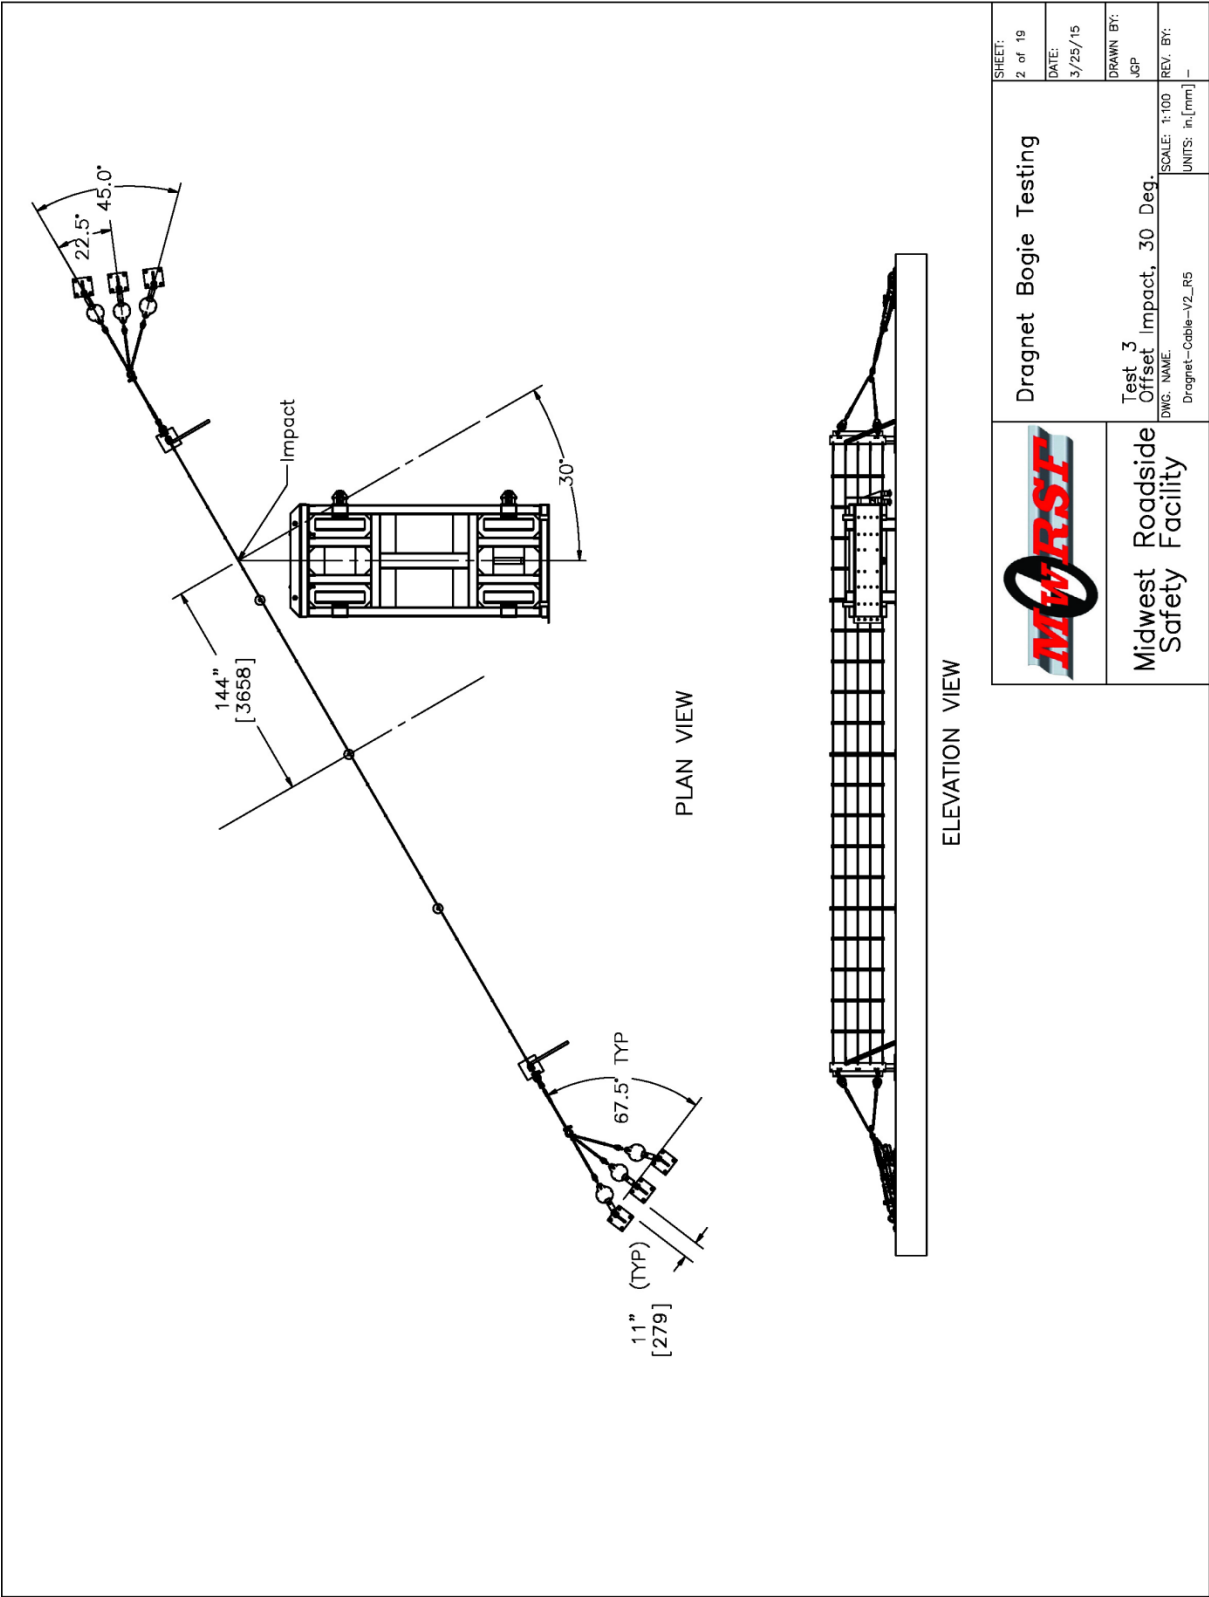 45.0°
22.5°
Impact
30°
144"
[3658]
67.5° TYP
11" (TYP)
[279]
PLAN VIEW
ELEVATION VIEW
MwRSF
Midwest Roadside
Safety Facility
Dragnet Bogie Testing
Test 3
Offset Impact, 30 Deg.
DWG. NAME.
Dragnet-Cable-V2_R5
SCALE: 1:100
UNITS: in.[mm]
SHEET:
2 of 19
DATE:
3/25/15
DRAWN BY:
JGP
REV. BY:
-